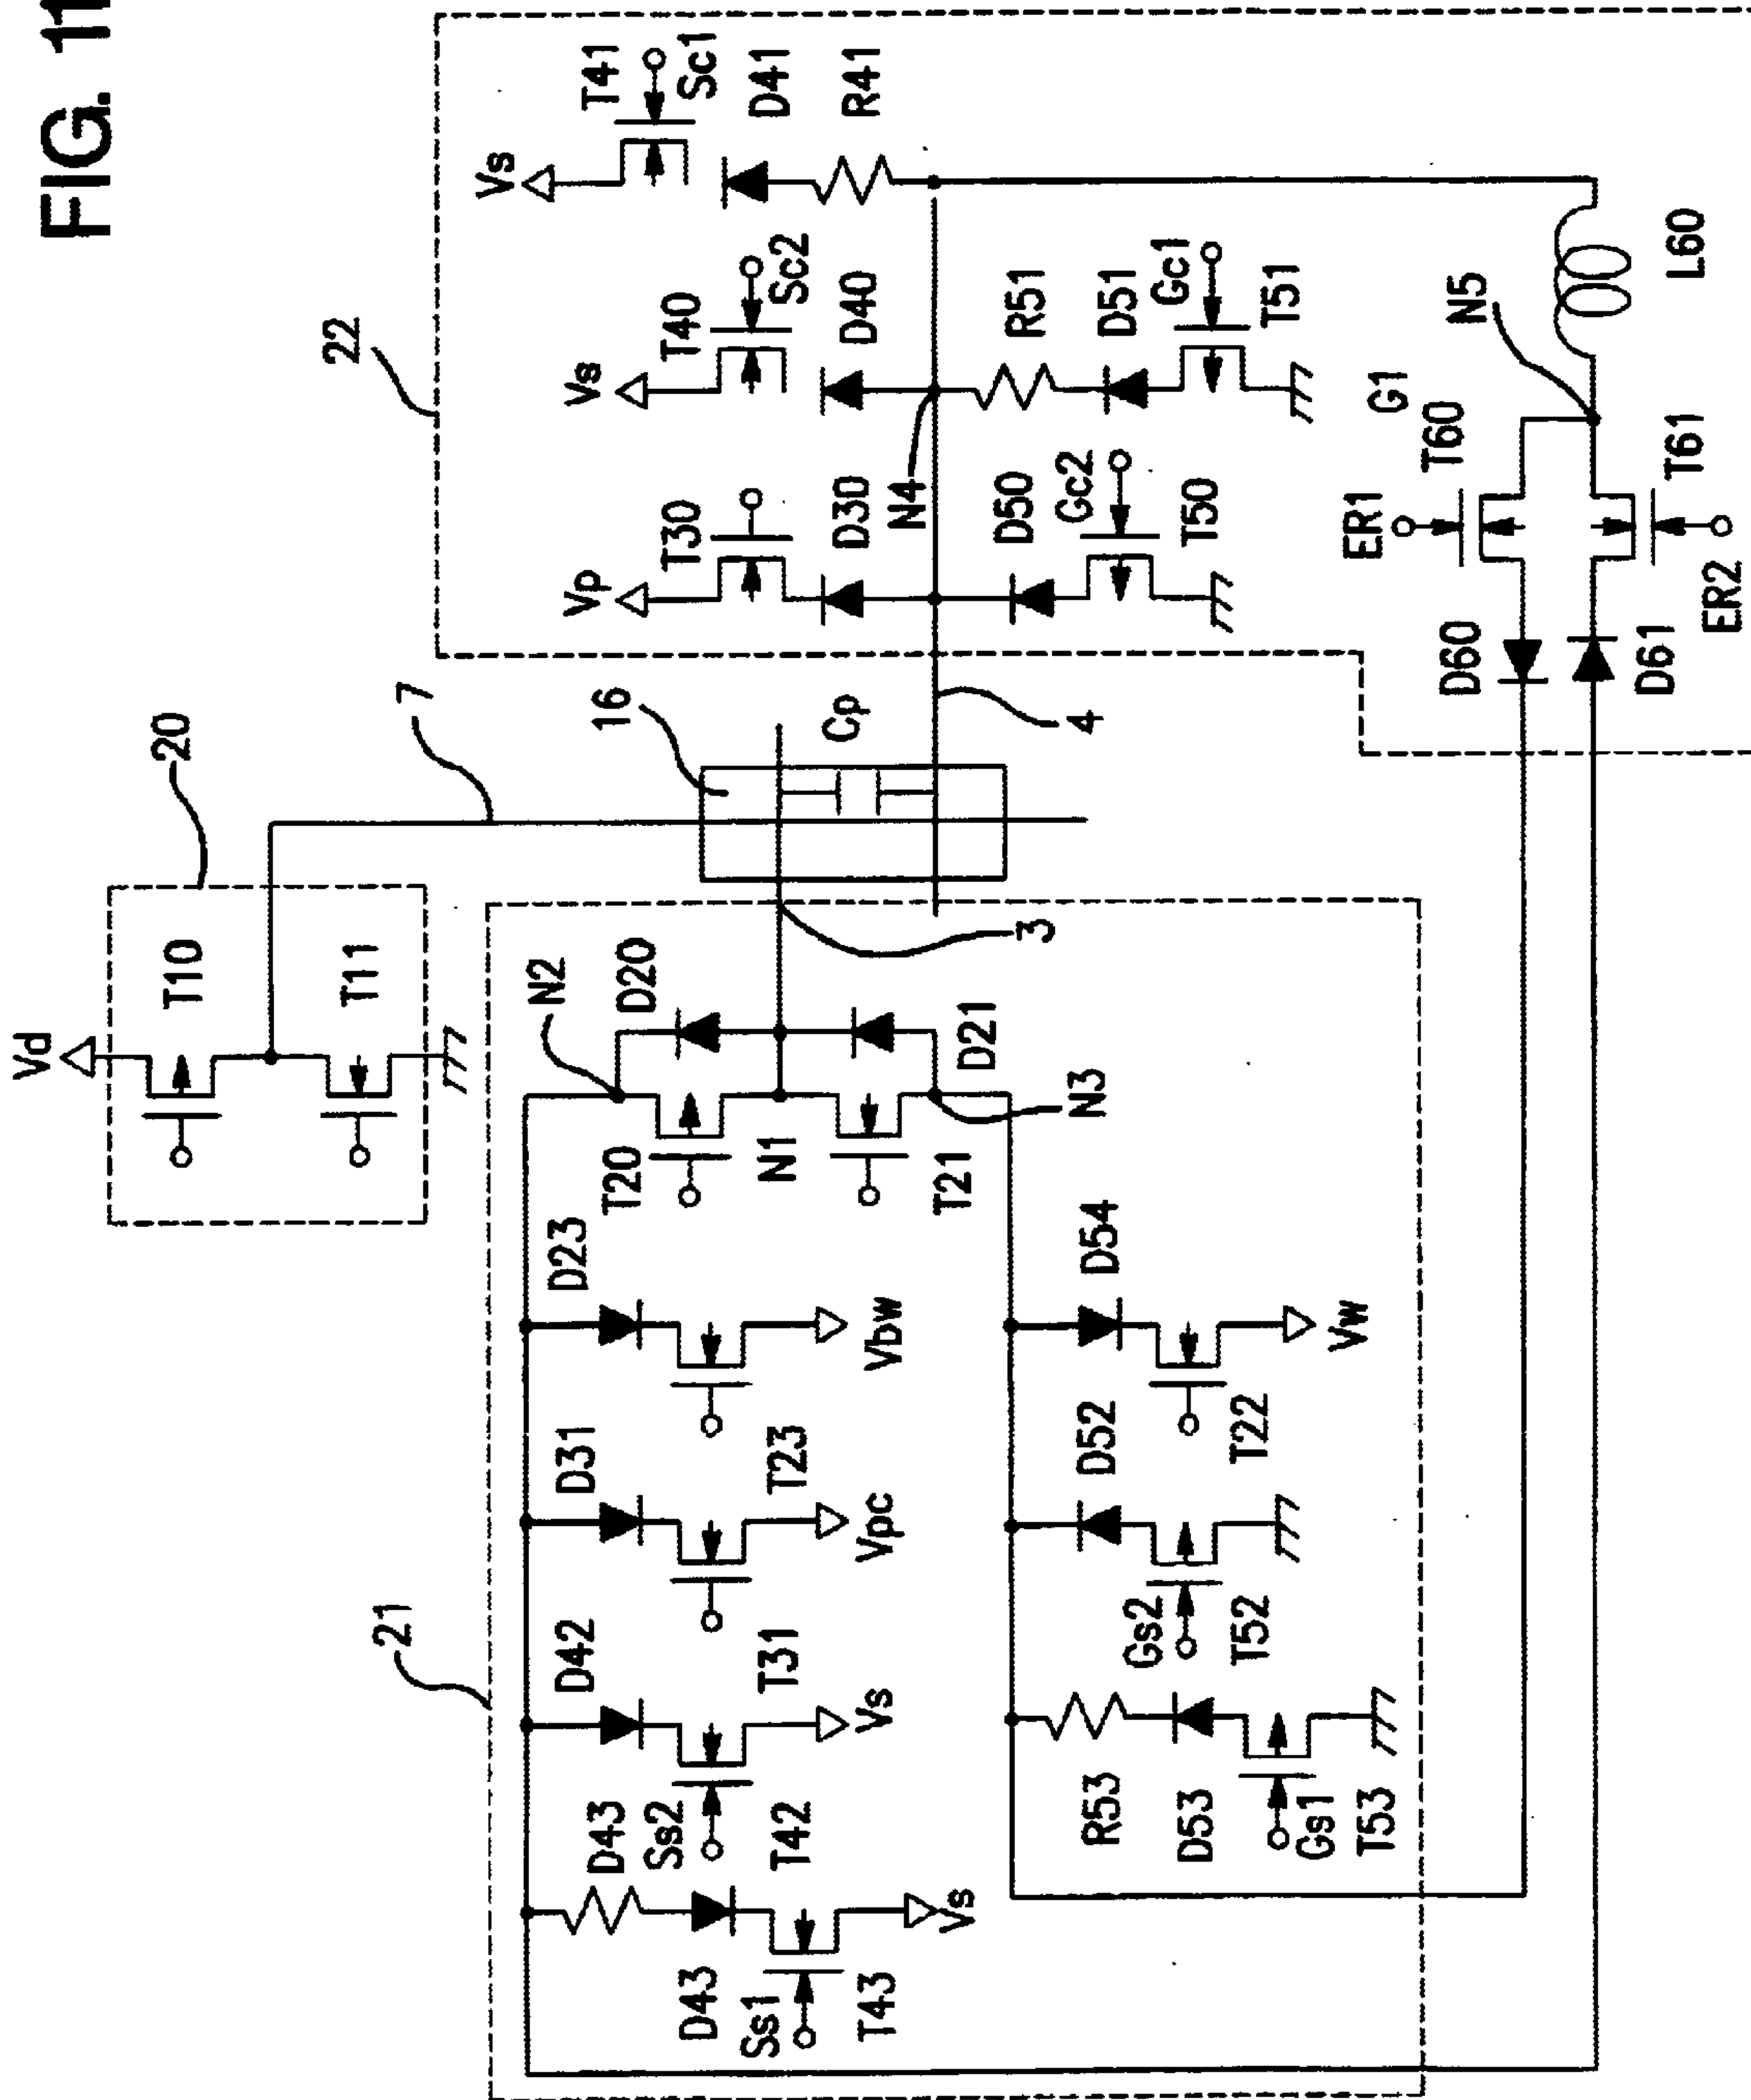 FIG. 11
22
Vs
T41
Sc1
D41
R41
Vs
T40
Sc2
D40
R51
D51
Gc1
T51
Vp
T30
D30
N4
D50
Gc2
T50
N5
L60
G1
T60
ER1
T61
ER2
D60
D61
7
16
Cp
4
20
Vd
T10
T11
3
N2
D20
D21
N3
T20
N1
T21
D23
Vbw
D54
Vw
D31
T23
Vpc
D52
T22
21
D42
T31
Vs
Gs2
T52
D43
Ss2
T42
R53
D53
Gs1
T53
D43
Ss1
T43
Vs